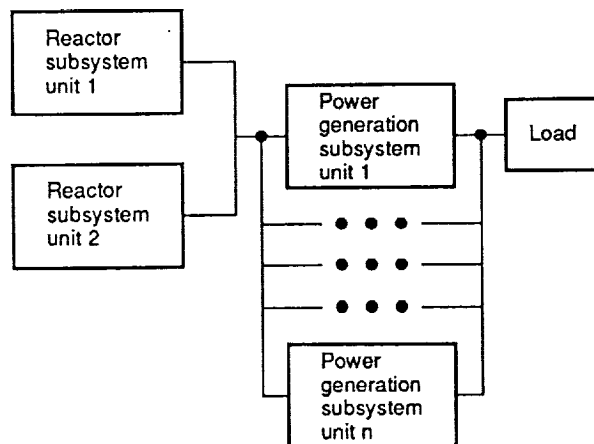 Reactor
subsystem
unit 1
Power
generation
subsystem
unit 1
Load
Reactor
subsystem
unit 2
Power
generation
subsystem
unit n